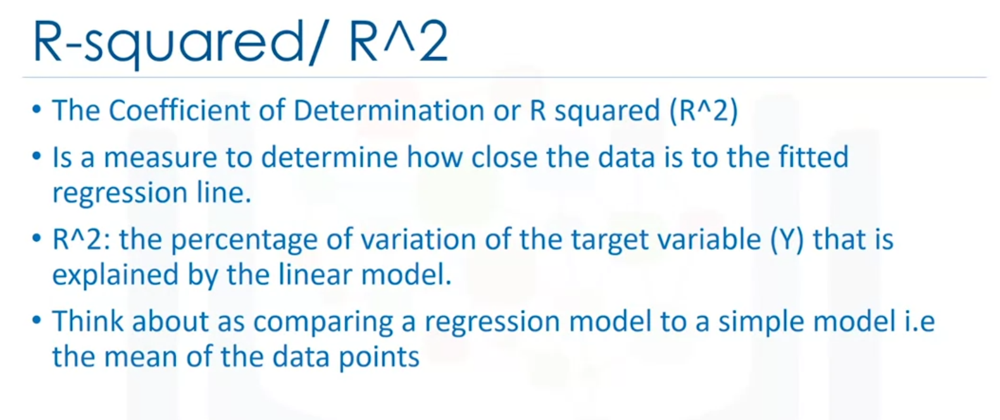 R-squared/ R^2
• The Coefficient of Determination or R squared (R^2)
• Is a measure to determine how close the data is to the fitted
regression line.
• R^2: the percentage of variation of the target variable (Y) that is
explained by the linear model.
• Think about as comparing a regression model to a simple model i.e
the mean of the data points